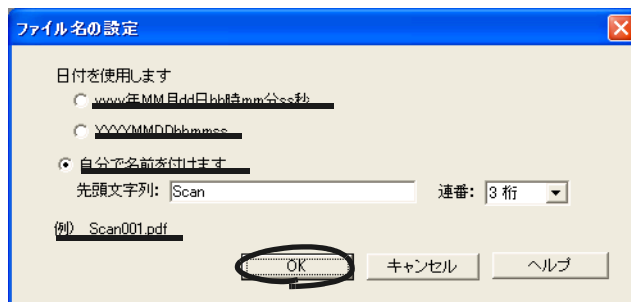 ファイル名の設定
日付を使用します
yyyy年MM月dd日hh時mm分ss秒
YYYYMMDDhhmmss
自分で名前を付けます
先頭文字列: Scan 連番: 3 桁
例) Scan001.pdf
OK キャンセル ヘルプ